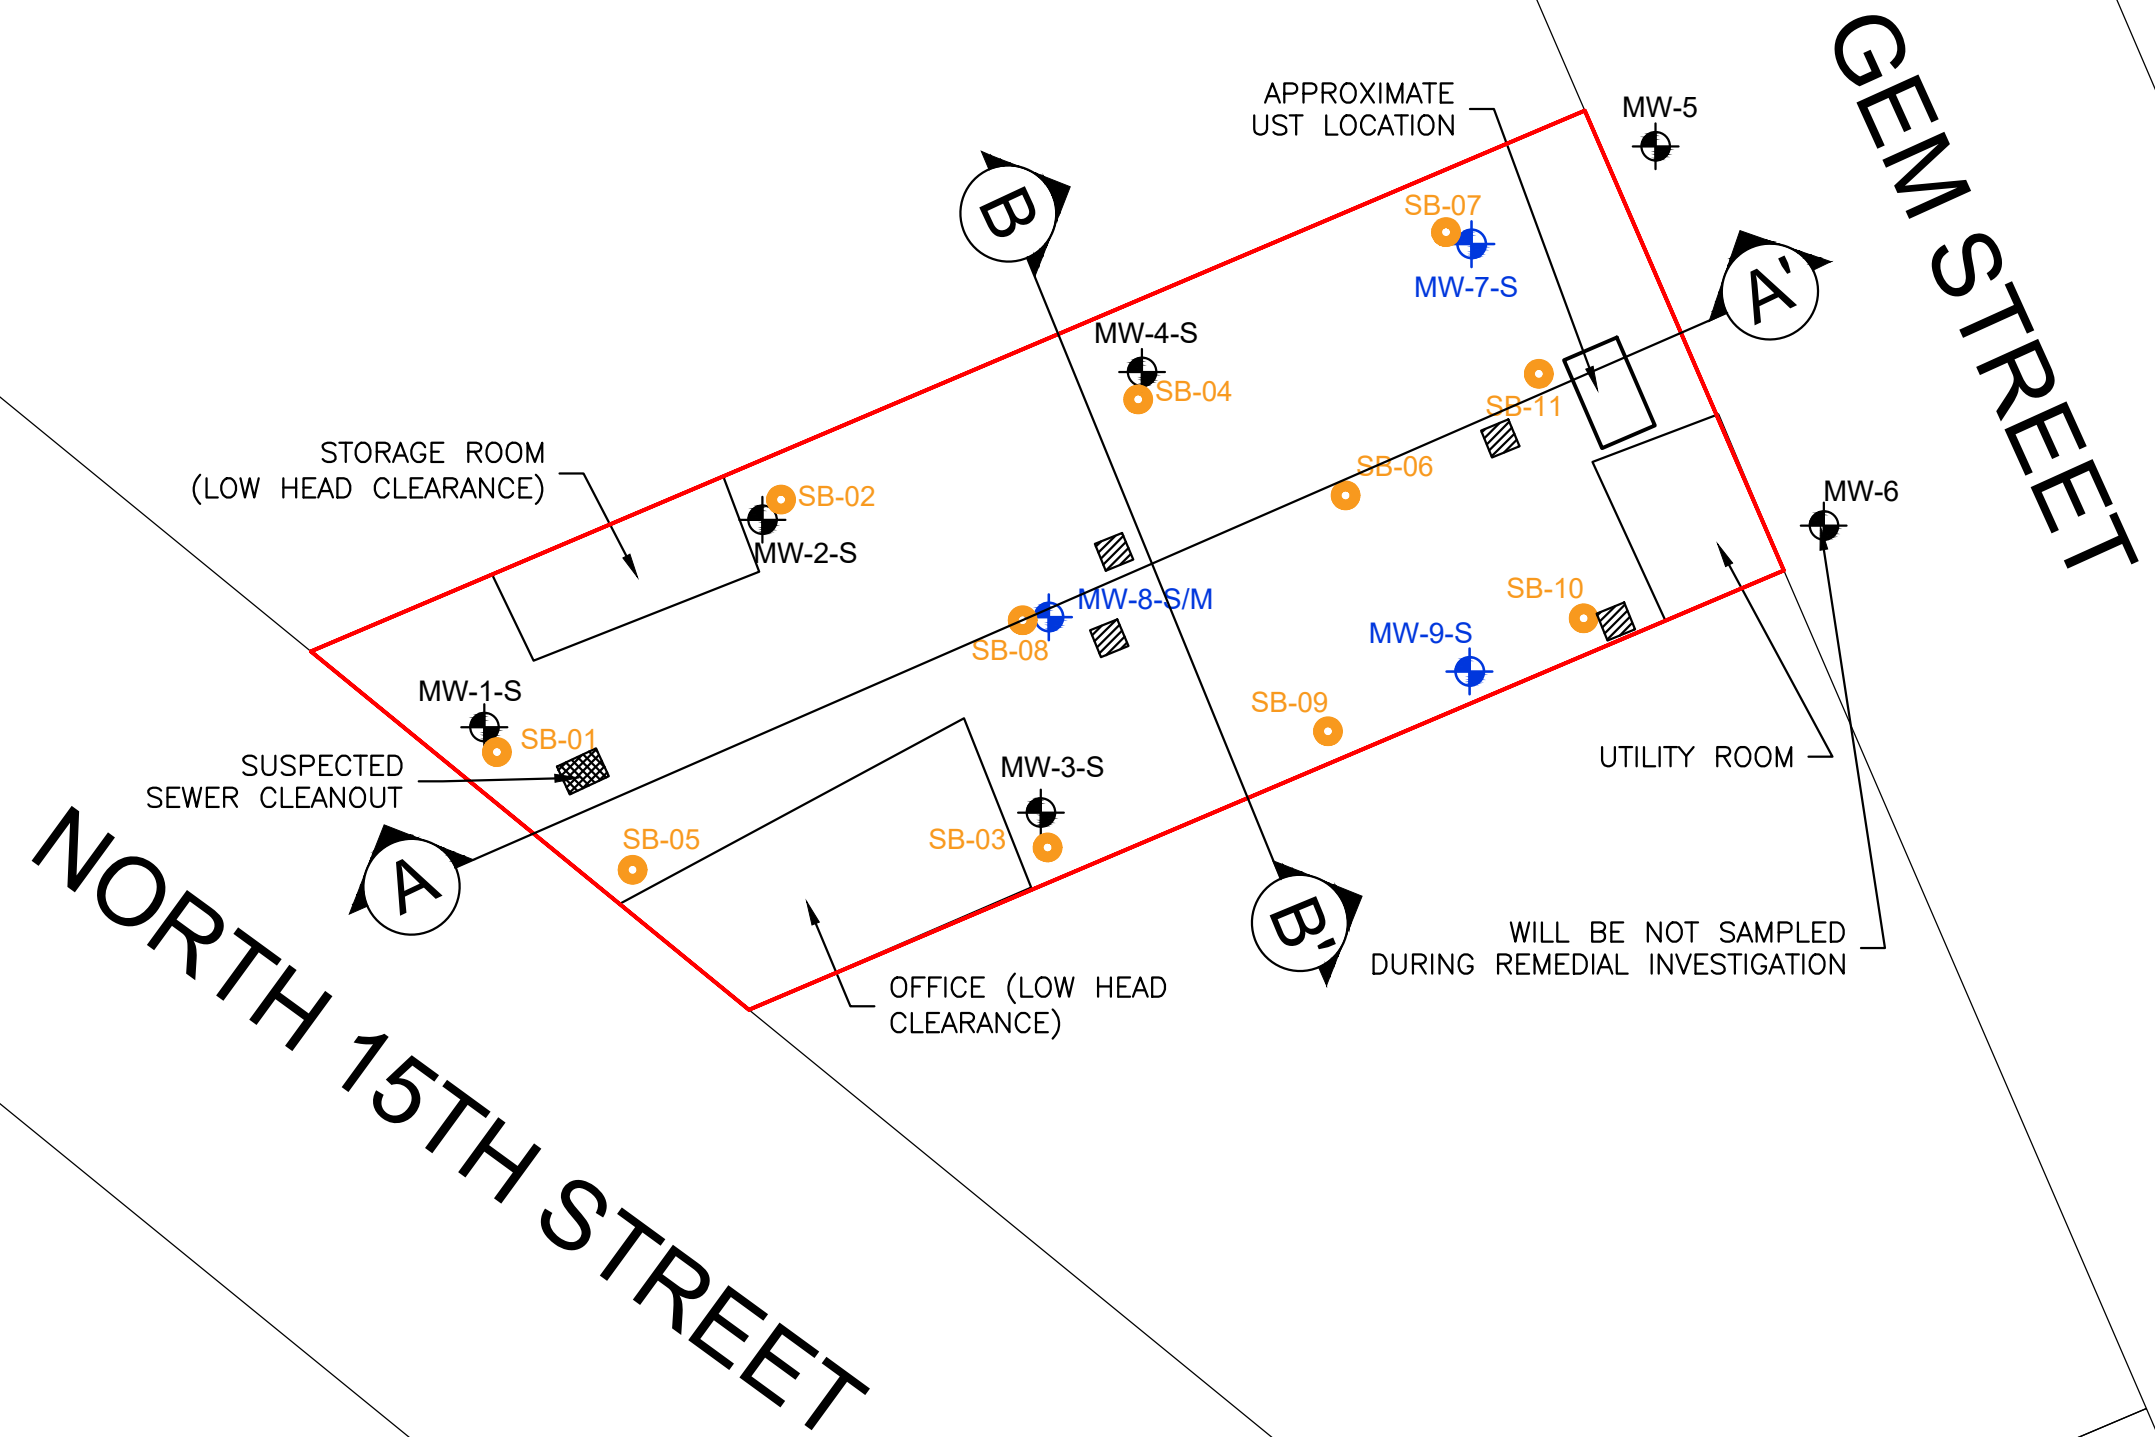 GEM STREET
APPROXIMATE
UST LOCATION
MW-5
B
SB-07
MW-7-S
A'
MW-4-S
SB-04
SB-11
STORAGE ROOM
(LOW HEAD CLEARANCE)
SB-02
MW-2-S
SB-06
MW-6
MW-8-S/M
SB-08
SB-10
MW-9-S
MW-1-S
SB-01
SB-09
SUSPECTED
SEWER CLEANOUT
MW-3-S
UTILITY ROOM
SB-05
SB-03
A
B'
WILL BE NOT SAMPLED
DURING REMEDIAL INVESTIGATION
OFFICE (LOW HEAD
CLEARANCE)
NORTH 15TH STREET